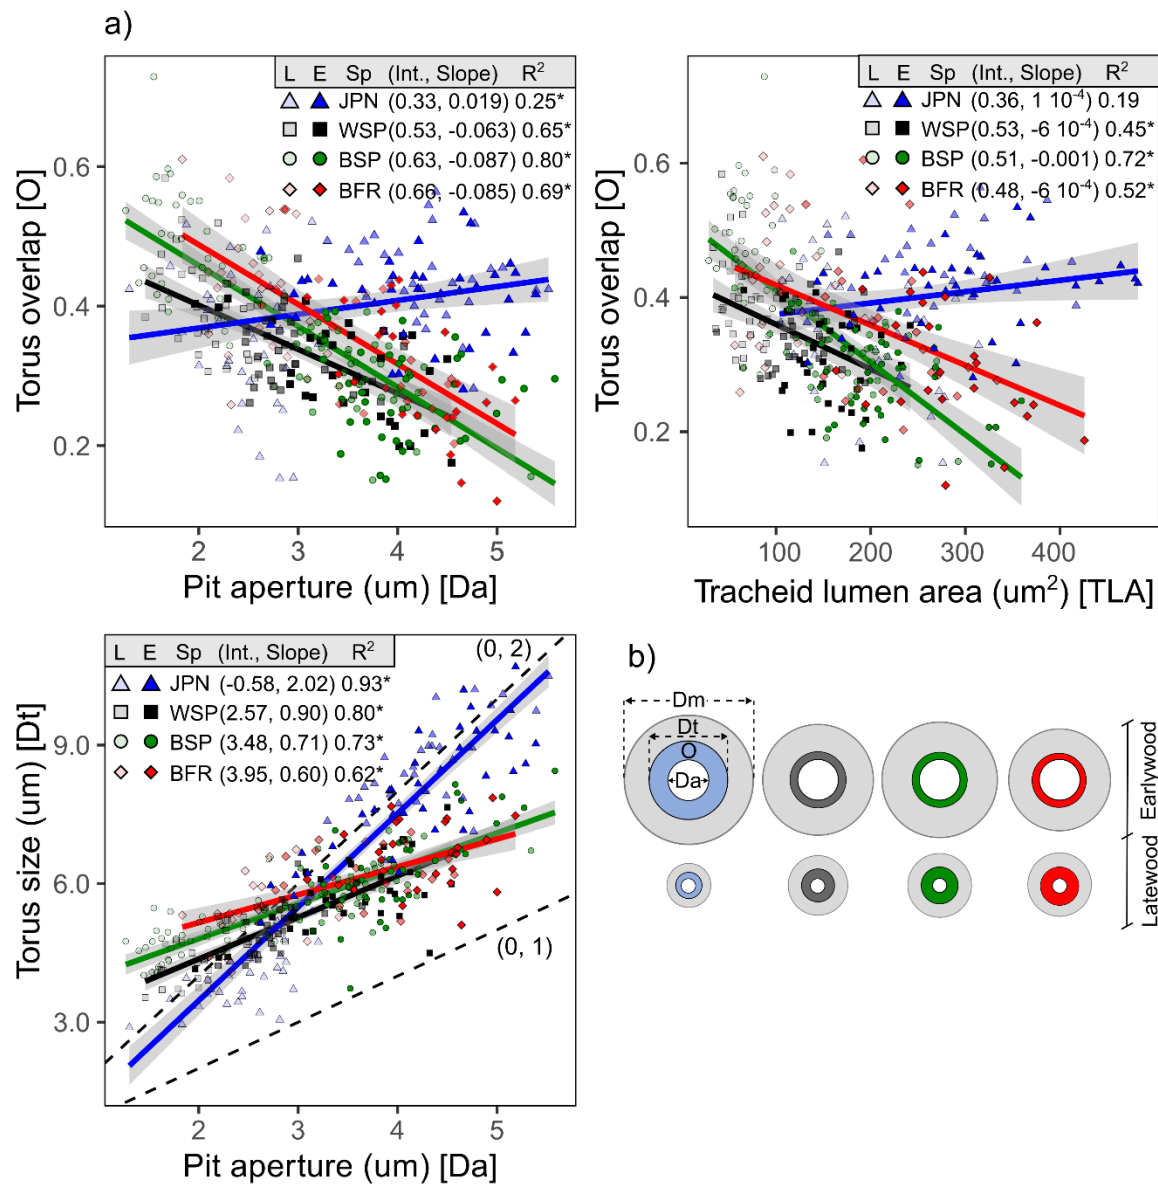 a)
L E Sp (Int., Slope) R²
JPN (0.33, 0.019) 0.25*
WSP (0.53, -0.063) 0.65*
BSP (0.63, -0.087) 0.80*
BFR (0.66, -0.085) 0.69*
0.6
0.4
0.2
Torus overlap [O]
2 3 4 5
Pit aperture (um) [Da]
L E Sp (Int., Slope) R²
JPN (0.36, 1 10⁻⁴) 0.19
WSP (0.53, -6 10⁻⁴) 0.45*
BSP (0.51, -0.001) 0.72*
BFR (0.48, -6 10⁻⁴) 0.52*
0.6
0.4
0.2
Torus overlap [O]
100 200 300 400
Tracheid lumen area (um²) [TLA]
L E Sp (Int., Slope) R²
JPN (-0.58, 2.02) 0.93*
WSP (2.57, 0.90) 0.80*
BSP (3.48, 0.71) 0.73*
BFR (3.95, 0.60) 0.62*
(0, 2)
(0, 1)
9.0
6.0
3.0
Torus size (um) [Dt]
2 3 4 5
Pit aperture (um) [Da]
b)
Dm
Dt
O
Da
Earlywood
Latewood